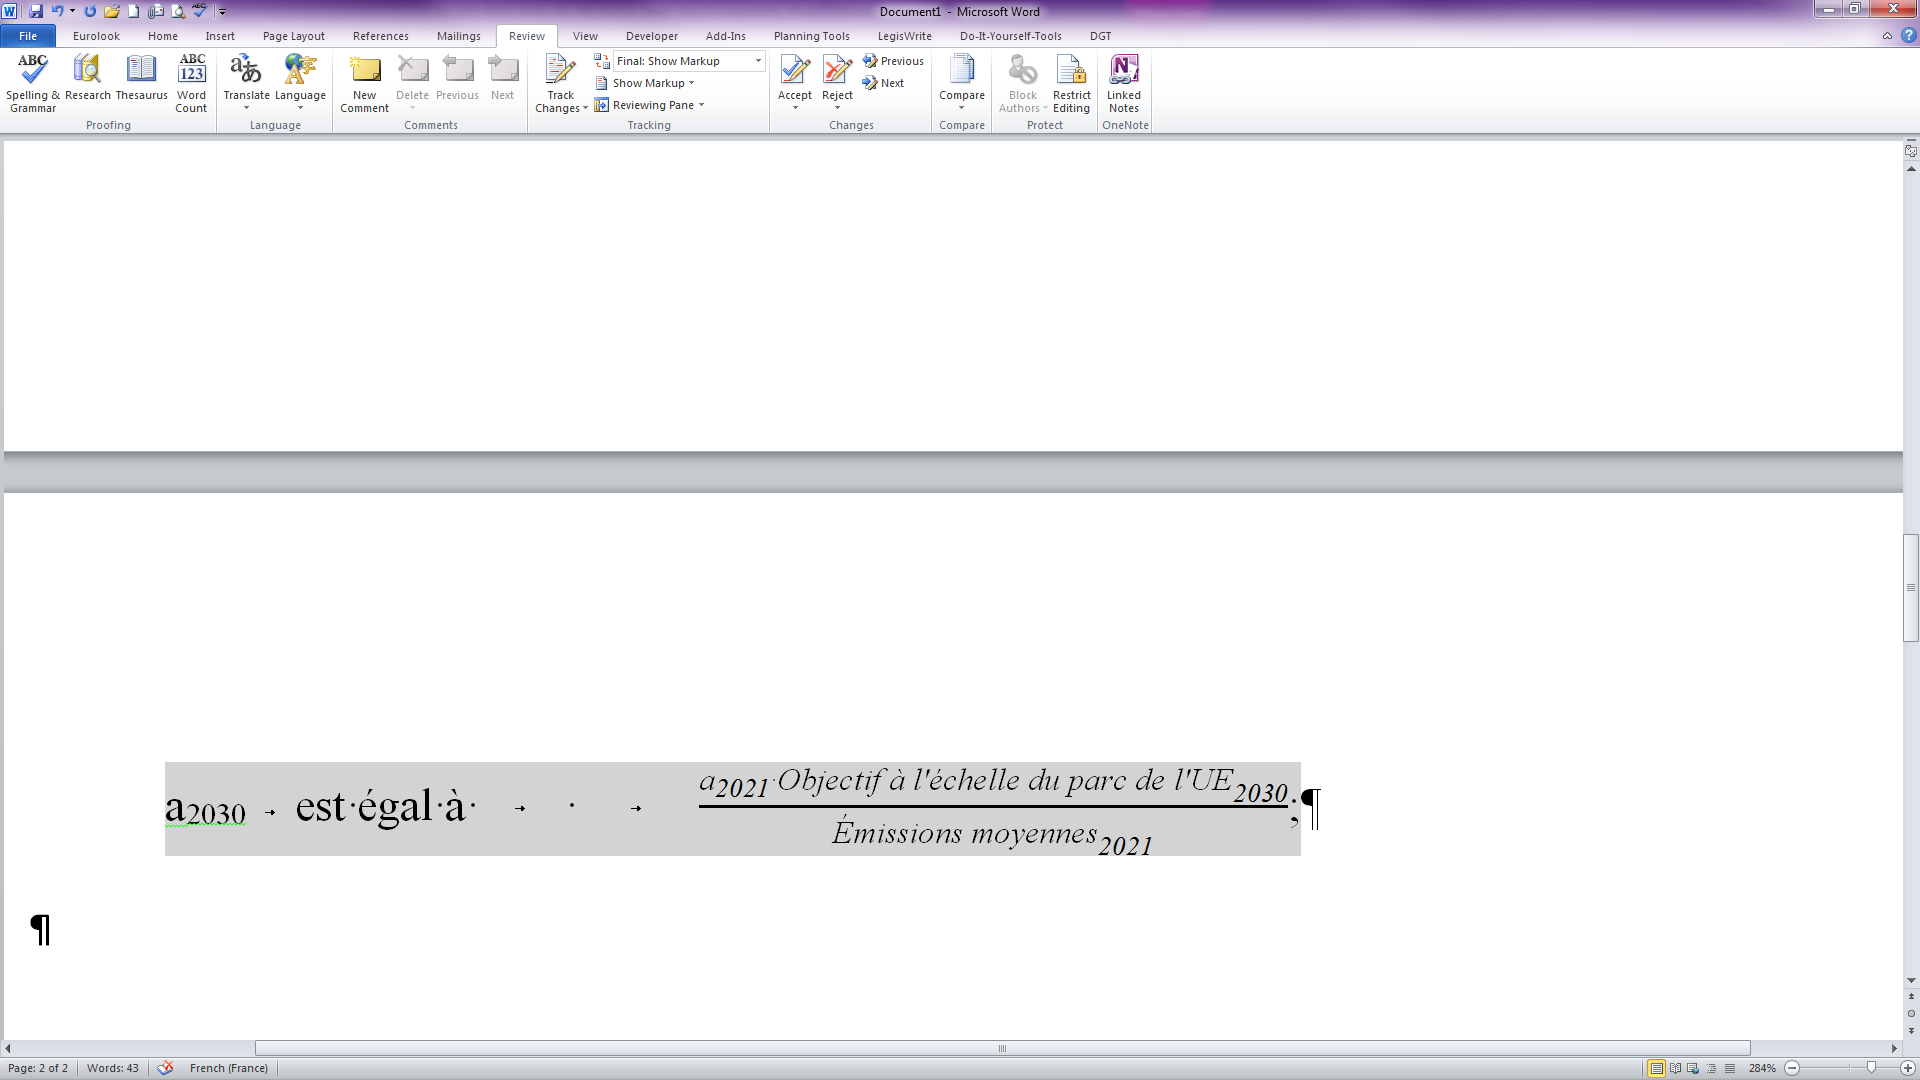 Document1 - Microsoft Word
File Eurolook Home Insert Page Layout References Mailings Review View Developer Add-Ins Planning Tools LegisWrite Do-It-Yourself-Tools DGT
Spelling & Grammar
Research
Thesaurus
Word Count
Proofing
Translate
Language
Language
New Comment
Delete
Previous
Next
Comments
Track Changes
Final: Show Markup
Show Markup
Reviewing Pane
Tracking
Accept
Reject
Previous
Next
Changes
Compare
Compare
Block Authors
Restrict Editing
Protect
Linked Notes
OneNote
a2030 → est·égal·à· → · → a2021·Objectif à l'échelle du parc de l'UE2030
Émissions moyennes2021
;¶
¶
Page: 2 of 2 Words: 43 French (France) 284%